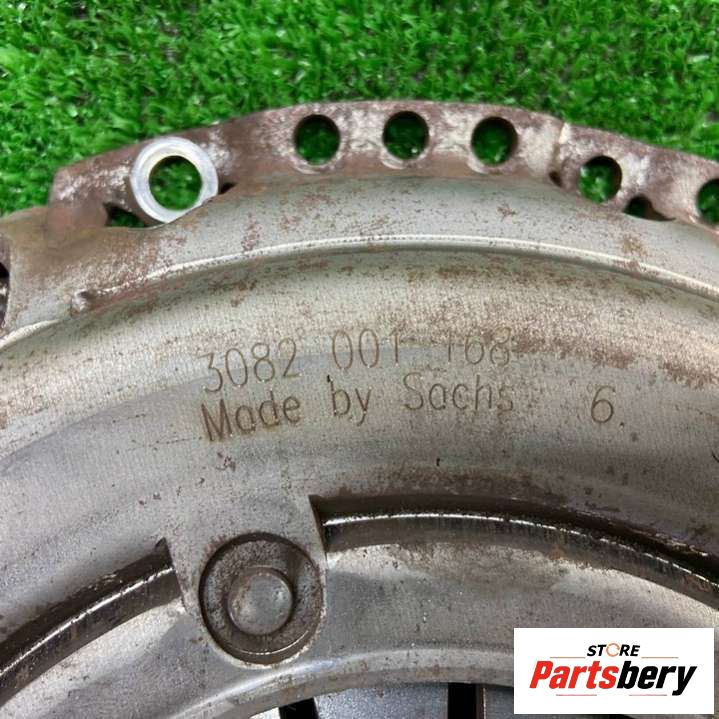 3082 001 168
Made by Sachs 6
STORE
Partsbery